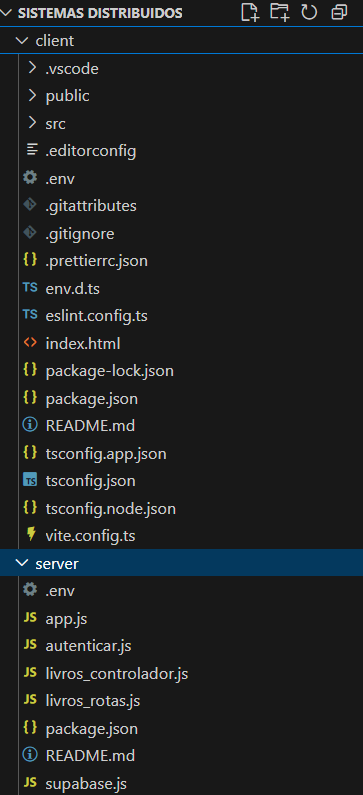 SISTEMAS DISTRIBUIDOS
client
.vscode
public
src
.editorconfig
.env
.gitattributes
.gitignore
{ } .prettierrc.json
TS env.d.ts
TS eslint.config.ts
<> index.html
{ } package-lock.json
{ } package.json
README.md
{ } tsconfig.app.json
TS tsconfig.json
{ } tsconfig.node.json
vite.config.ts
server
.env
JS app.js
JS autenticar.js
JS livros_controlador.js
JS livros_rotas.js
{ } package.json
README.md
JS supabase.js